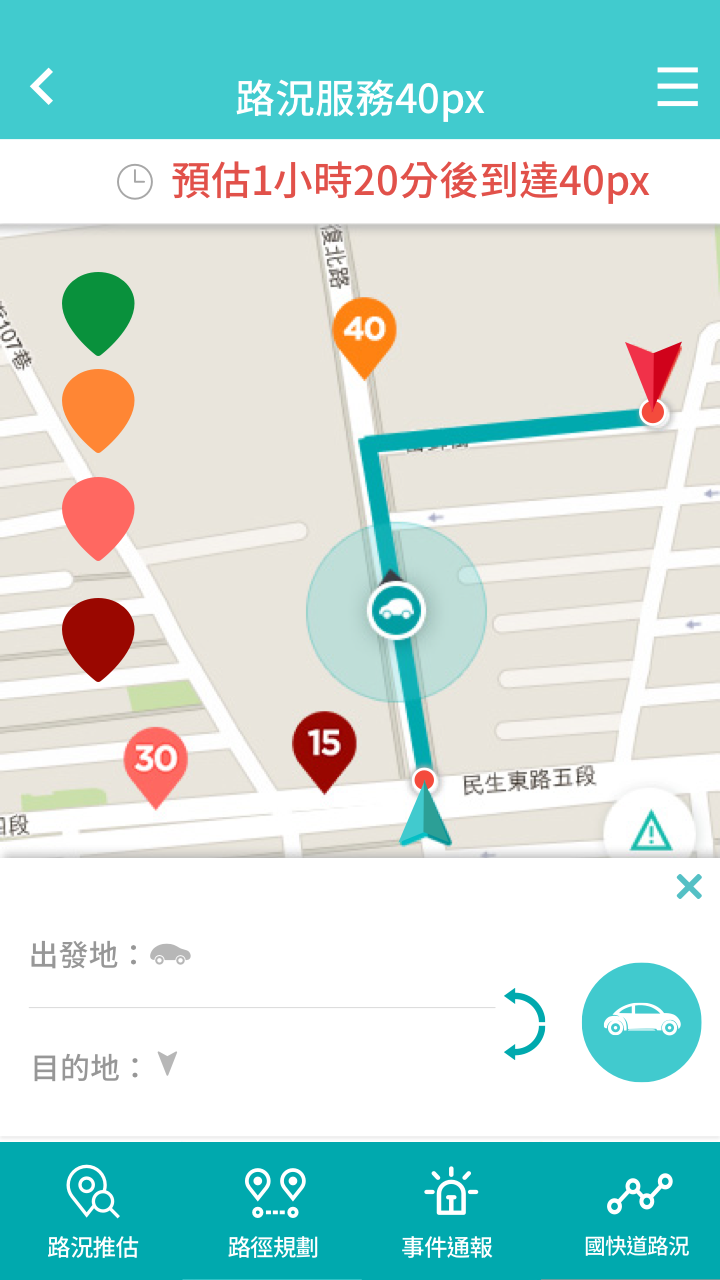 路況服務40px
預估1小時20分後到達40px
復北路
街107巷
40
30
15
民生東路五段
四段
出發地：
目的地：
路況推估
路徑規劃
事件通報
國快道路況